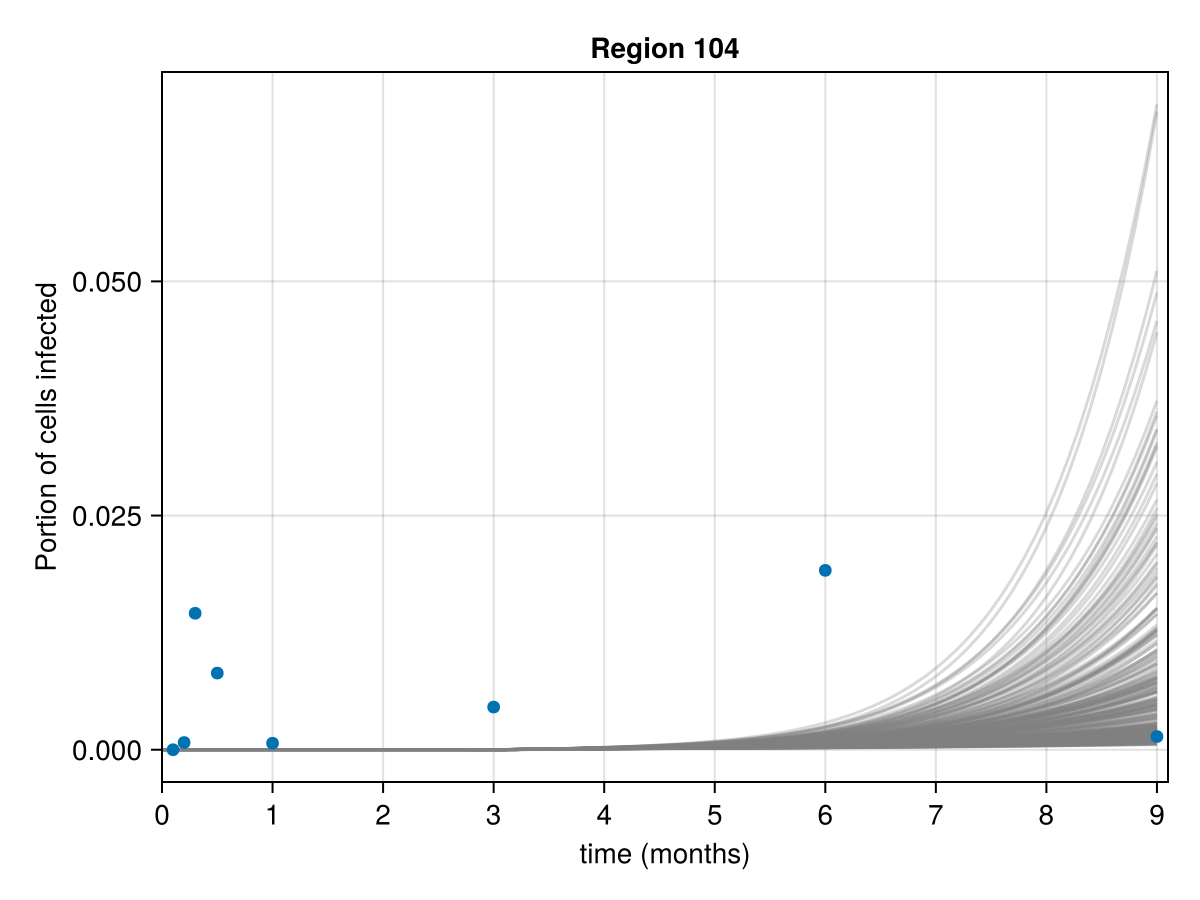 Region 104
Portion of cells infected
0.050
0.025
0.000
0 1 2 3 4 5 6 7 8 9
time (months)